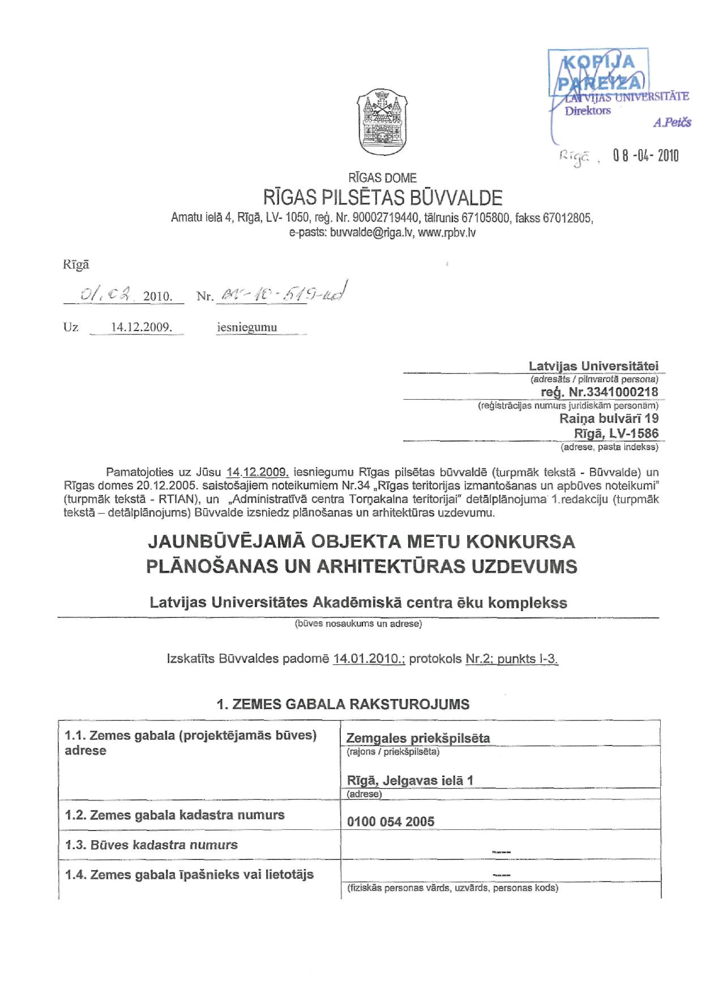 KOPIJA
PAREIZA
LATVIJAS UNIVERSITĀTE
Direktors
A.Peičs
Rīgā, 08-04-2010
RĪGAS DOME
RĪGAS PILSĒTAS BŪVVALDE
Amatu ielā 4, Rīgā, LV- 1050, reģ. Nr. 90002719440, tālrunis 67105800, fakss 67012805,
e-pasts: buvvalde@riga.lv, www.rpbv.lv
Rīgā
01.02. 2010. Nr. BV-10-519-ad
Uz 14.12.2009. iesniegumu
Latvijas Universitātei
(adresāts / pilnvarotā persona)
reģ. Nr.3341000218
(reģistrācijas numurs juridiskām personām)
Raiņa bulvārī 19
Rīgā, LV-1586
(adrese, pasta indekss)
Pamatojoties uz Jūsu 14.12.2009. iesniegumu Rīgas pilsētas būvvaldē (turpmāk tekstā - Būvvalde) un
Rīgas domes 20.12.2005. saistošajiem noteikumiem Nr.34 „Rīgas teritorijas izmantošanas un apbūves noteikumi”
(turpmāk tekstā - RTIAN), un „Administratīvā centra Torņakalna teritorijai” detālplānojuma 1.redakciju (turpmāk
tekstā – detālplānojums) Būvvalde izsniedz plānošanas un arhitektūras uzdevumu.
JAUNBŪVĒJAMĀ OBJEKTA METU KONKURSA
PLĀNOŠANAS UN ARHITEKTŪRAS UZDEVUMS
Latvijas Universitātes Akadēmiskā centra ēku komplekss
(būves nosaukums un adrese)
Izskatīts Būvvaldes padomē 14.01.2010.; protokols Nr.2; punkts I-3.
1. ZEMES GABALA RAKSTUROJUMS
1.1. Zemes gabala (projektējamās būves)
adrese
Zemgales priekšpilsēta
(rajons / priekšpilsēta)
Rīgā, Jelgavas ielā 1
(adrese)
1.2. Zemes gabala kadastra numurs
0100 054 2005
1.3. Būves kadastra numurs
----
1.4. Zemes gabala īpašnieks vai lietotājs
----
(fiziskās personas vārds, uzvārds, personas kods)